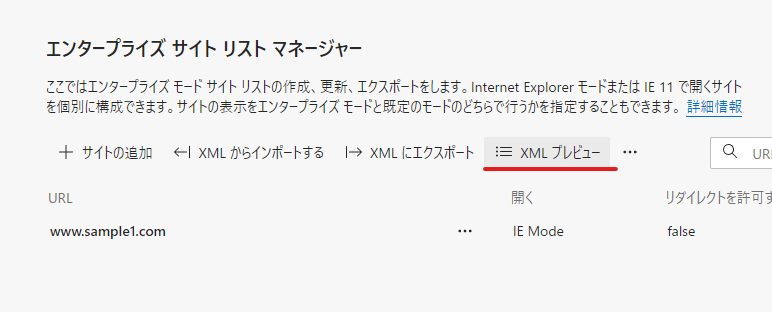 エンタープライズ サイト リスト マネージャー
ここではエンタープライズ モード サイト リストの作成、更新、エクスポートをします。Internet Explorer モードまたは IE 11 で開くサイト
を個別に構成できます。サイトの表示をエンタープライズ モードと既定のモードのどちらで行うかを指定することもできます。 詳細情報
サイトの追加 XML からインポートする XML にエクスポート XML プレビュー
URL 開く リダイレクトを許可す
www.sample1.com IE Mode false